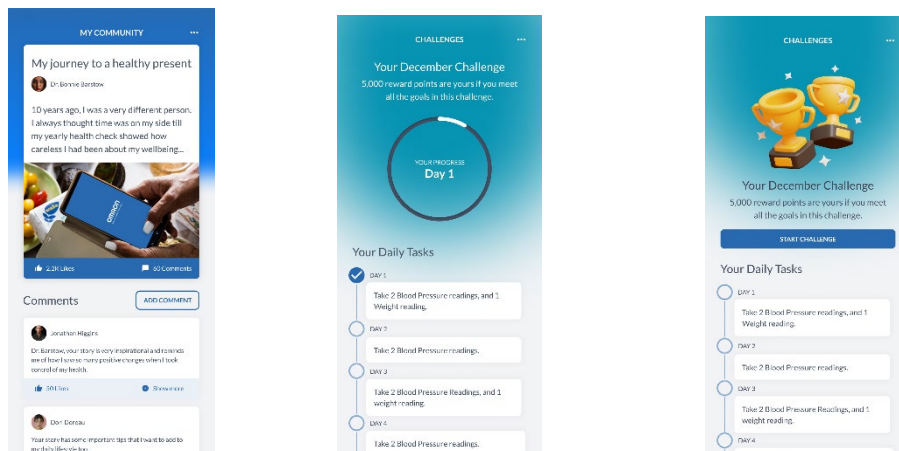 MY COMMUNITY
My journey to a healthy present
Dr. Bonnie Barstow
10 years ago, I was a very different person.
I always thought time was on my side till
my yearly health check showed how
careless I had been about my wellbeing...
OMRON
2.2K Likes
60 Comments
Comments
ADD COMMENT
Jonathan Higgins
Dr. Barstow, your story is very inspirational and reminds
me of how I saw so many positive changes when I took
control of my health.
50 Likes
Show more
Don Doreau
Your story has some important tips that I want to add to
my daily lifestyle too.
CHALLENGES
Your December Challenge
5,000 reward points are yours if you meet
all the goals in this challenge.
YOUR PROGRESS
Day 1
Your Daily Tasks
DAY 1
Take 2 Blood Pressure readings, and 1
Weight reading.
DAY 2
Take 2 Blood Pressure readings.
DAY 3
Take 2 Blood Pressure Readings, and 1
weight reading.
DAY 4
Take 2 Blood Pressure readings.
CHALLENGES
Your December Challenge
5,000 reward points are yours if you meet
all the goals in this challenge.
START CHALLENGE
Your Daily Tasks
DAY 1
Take 2 Blood Pressure readings, and 1
Weight reading.
DAY 2
Take 2 Blood Pressure readings.
DAY 3
Take 2 Blood Pressure Readings, and 1
weight reading.
DAY 4